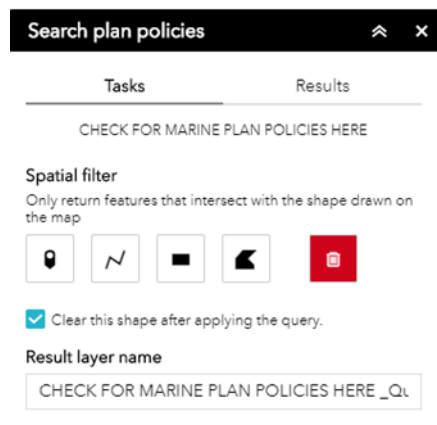 Search plan policies
Tasks Results
CHECK FOR MARINE PLAN POLICIES HERE
Spatial filter
Only return features that intersect with the shape drawn on
the map
Clear this shape after applying the query.
Result layer name
CHECK FOR MARINE PLAN POLICIES HERE